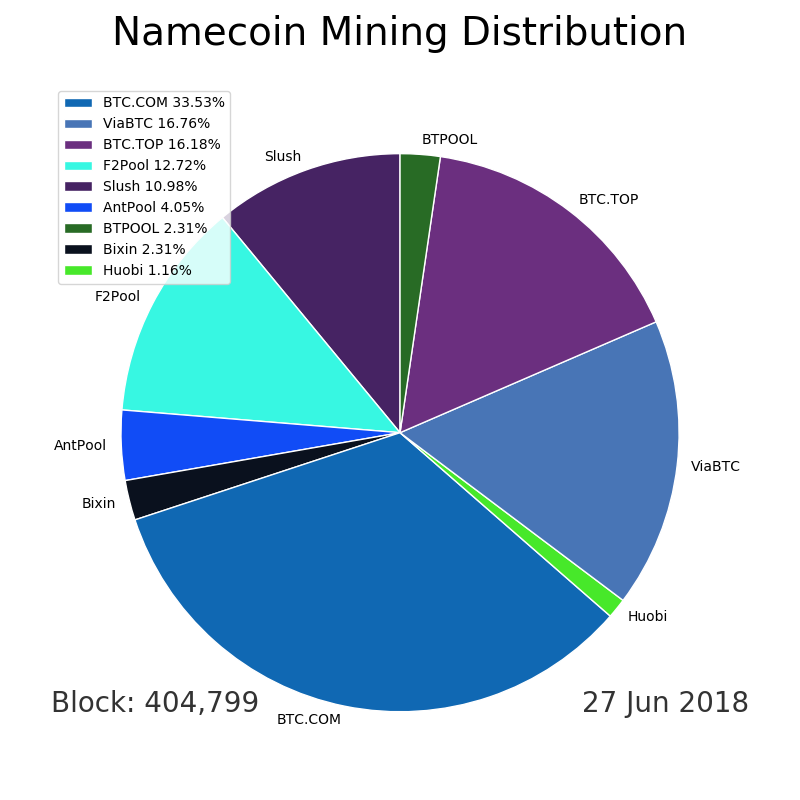 Namecoin Mining Distribution
BTC.COM 33.53%
ViaBTC 16.76%
BTC.TOP 16.18%
F2Pool 12.72%
Slush 10.98%
AntPool 4.05%
BTPOOL 2.31%
Bixin 2.31%
Huobi 1.16%
BTPOOL
Slush
BTC.TOP
F2Pool
AntPool
ViaBTC
Bixin
Huobi
Block: 404,799
27 Jun 2018
BTC.COM